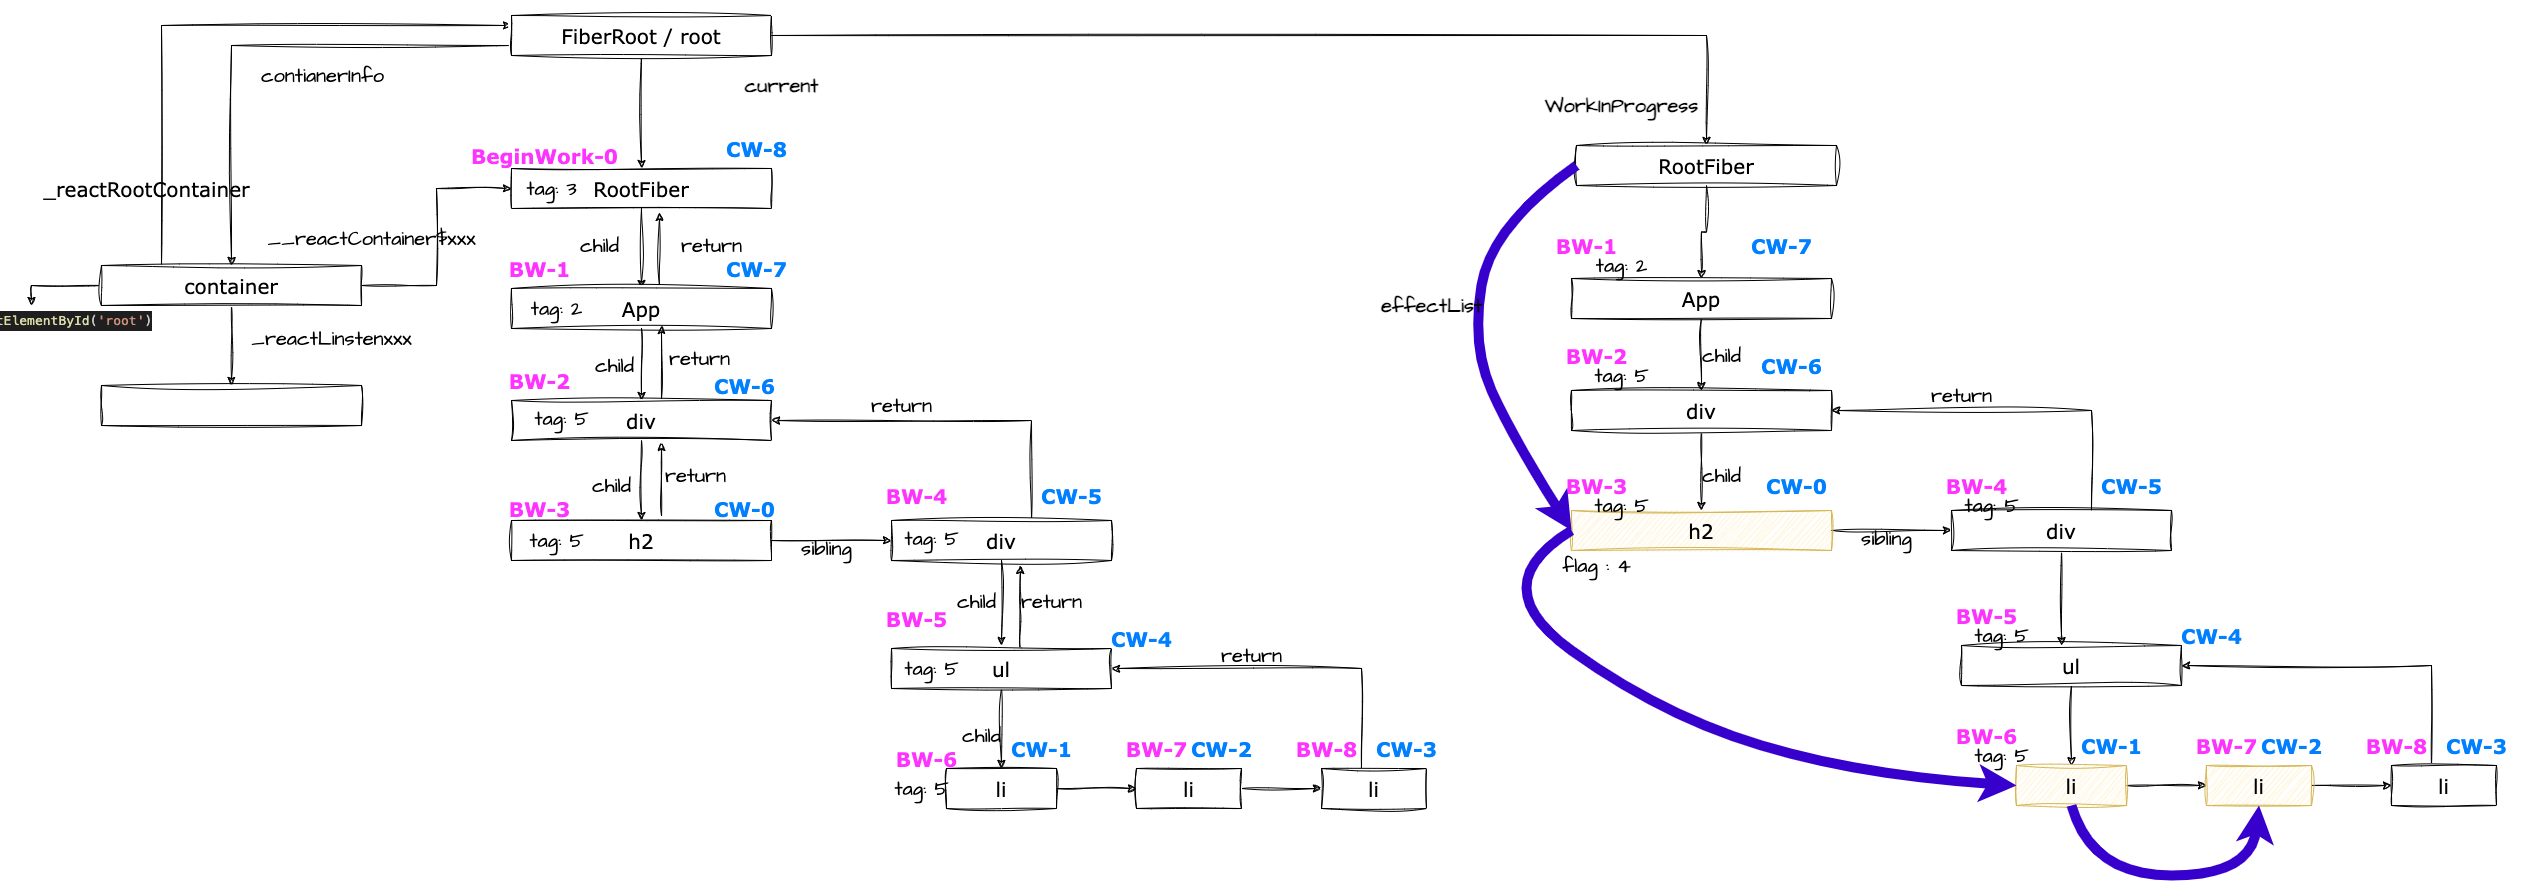 FiberRoot / root
contianerInfo
current
WorkInProgress
BeginWork-0
CW-8
tag: 3
RootFiber
_reactRootContainer
__reactContainer$xxx
child
return
container
tElementById('root')
_reactLinstenxxx
BW-1
CW-7
tag: 2
App
child
return
BW-2
CW-6
tag: 5
div
return
child
return
BW-3
CW-0
tag: 5
h2
sibling
BW-4
CW-5
tag: 5
div
child
return
BW-5
CW-4
tag: 5
ul
return
child
BW-6
CW-1
tag: 5
li
BW-7
CW-2
li
BW-8
CW-3
li
RootFiber
effectList
BW-1
CW-7
tag: 2
App
child
BW-2
CW-6
tag: 5
div
return
child
BW-3
CW-0
tag: 5
h2
flag : 4
sibling
BW-4
CW-5
tag: 5
div
BW-5
CW-4
tag: 5
ul
BW-6
CW-1
tag: 5
li
BW-7
CW-2
li
BW-8
CW-3
li